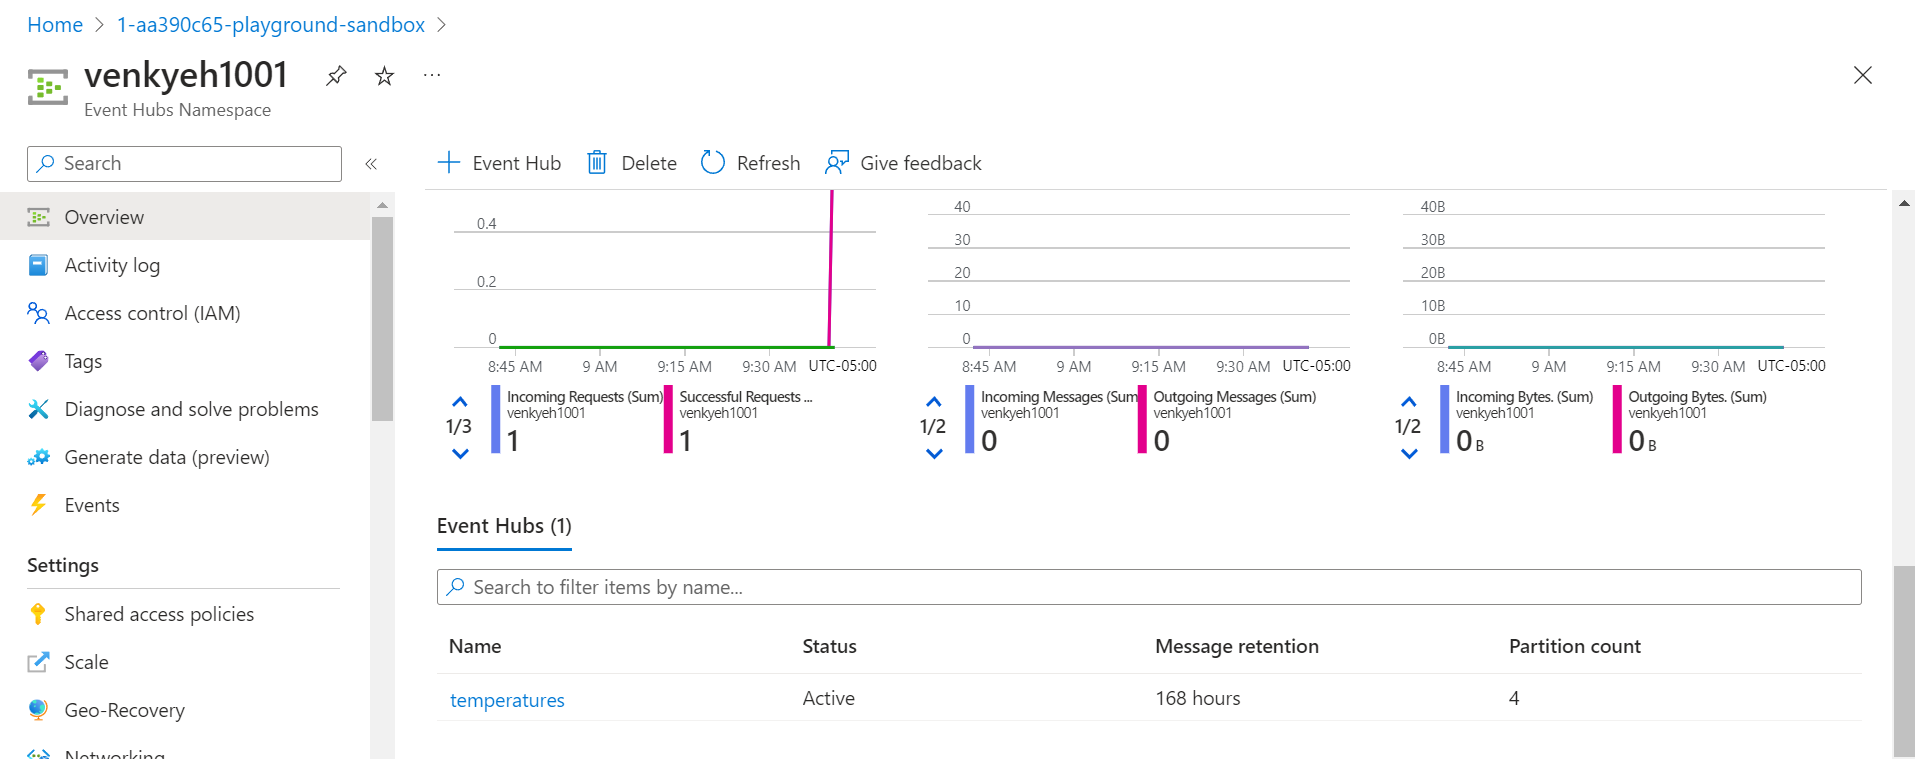 Home > 1-aa390c65-playground-sandbox >
venkyeh1001
Event Hubs Namespace
Search
Overview
Activity log
Access control (IAM)
Tags
Diagnose and solve problems
Generate data (preview)
Events
Settings
Shared access policies
Scale
Geo-Recovery
Networking
Event Hub Delete Refresh Give feedback
0.4
0.2
0
8:45 AM 9 AM 9:15 AM 9:30 AM UTC-05:00
1/3
Incoming Requests (Sum)
venkyeh1001
1
Successful Requests ...
venkyeh1001
1
40
30
20
10
0
8:45 AM 9 AM 9:15 AM 9:30 AM UTC-05:00
1/2
Incoming Messages (Sum
venkyeh1001
0
Outgoing Messages (Sum)
venkyeh1001
0
40B
30B
20B
10B
0B
8:45 AM 9 AM 9:15 AM 9:30 AM UTC-05:00
1/2
Incoming Bytes. (Sum)
venkyeh1001
0 B
Outgoing Bytes. (Sum)
venkyeh1001
0 B
Event Hubs (1)
Search to filter items by name...
Name Status Message retention Partition count
temperatures Active 168 hours 4